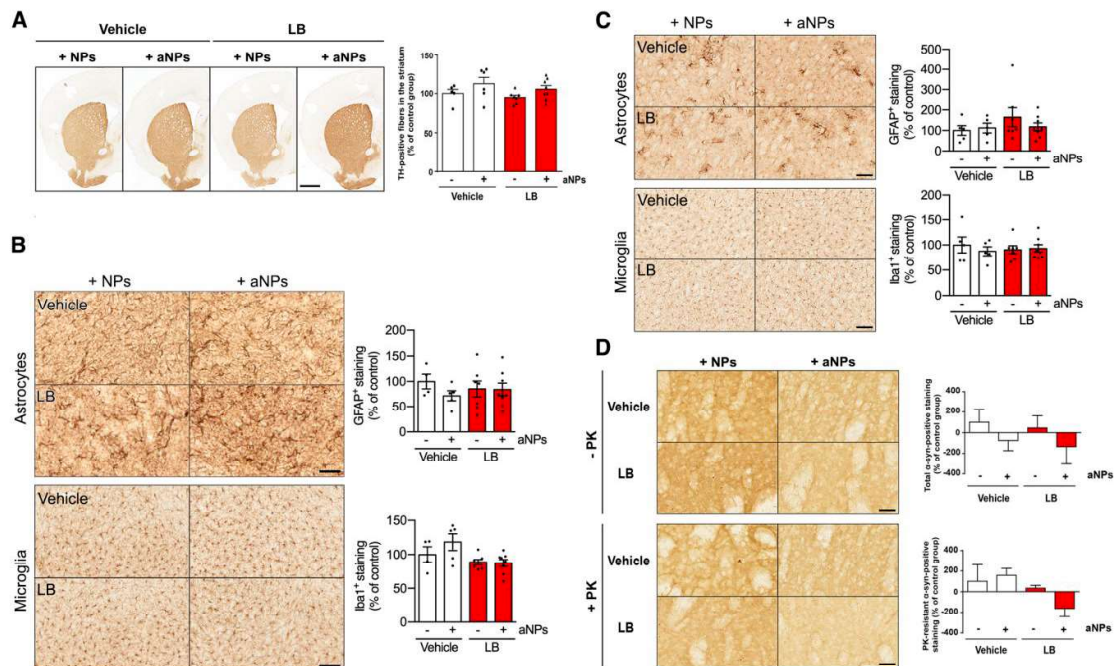 A
Vehicle
LB
+ NPs
+ aNPs
+ NPs
+ aNPs
TH-positive fibers in the striatum
(% of control group)
150
100
50
0
-
+
-
+
aNPs
Vehicle
LB
B
+ NPs
+ aNPs
Astrocytes
Vehicle
LB
GFAP⁺ staining
(% of control)
200
150
100
50
0
-
+
-
+
aNPs
Vehicle
LB
Microglia
Vehicle
LB
Iba1⁺ staining
(% of control)
150
100
50
0
-
+
-
+
aNPs
Vehicle
LB
C
+ NPs
+ aNPs
Astrocytes
Vehicle
LB
GFAP⁺ staining
(% of control)
500
400
300
200
100
0
-
+
-
+
aNPs
Vehicle
LB
Microglia
Vehicle
LB
Iba1⁺ staining
(% of control)
200
150
100
50
0
-
+
-
+
aNPs
Vehicle
LB
D
+ NPs
+ aNPs
- PK
Vehicle
LB
Total α-syn-positive staining
(% of control group)
400
200
0
-200
-400
-
+
-
+
aNPs
Vehicle
LB
+ PK
Vehicle
LB
PK-resistant α-syn-positive
staining (% of control group)
400
200
0
-200
-400
-
+
-
+
aNPs
Vehicle
LB